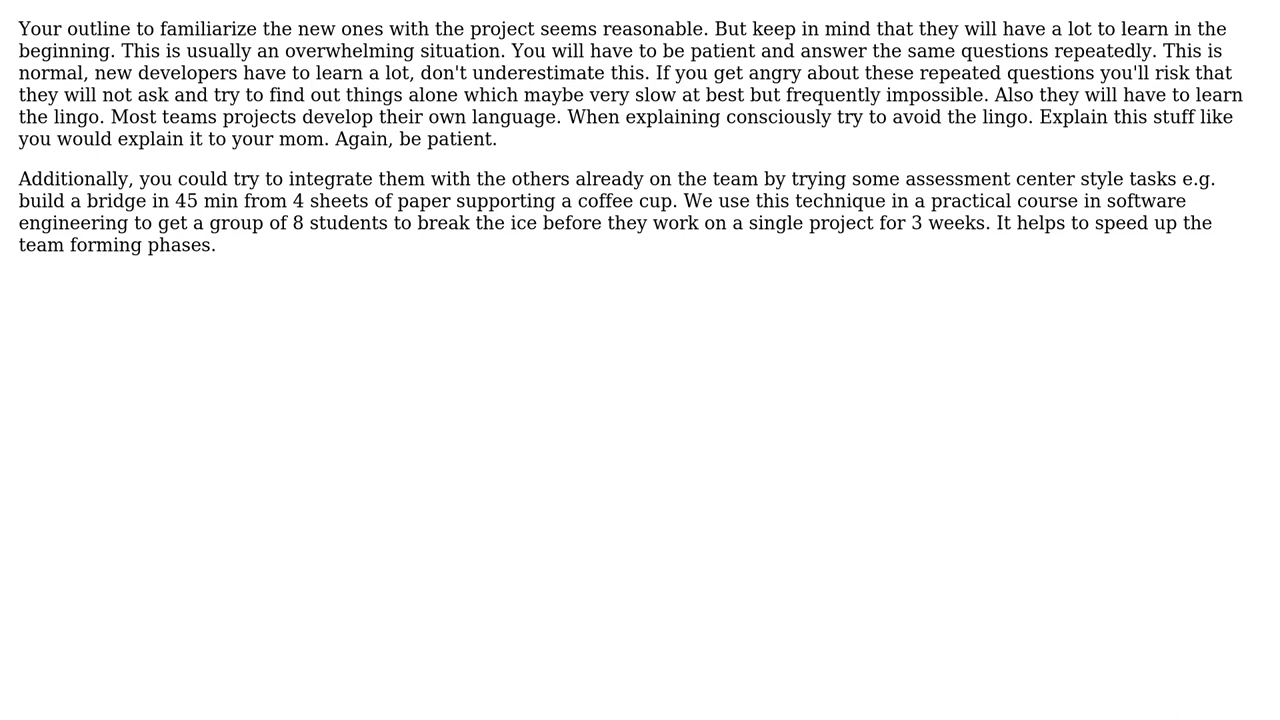 Your outline to familiarize the new ones with the project seems reasonable. But keep in mind that they will have a lot to learn in the
beginning. This is usually an overwhelming situation. You will have to be patient and answer the same questions repeatedly. This is
normal, new developers have to learn a lot, don't underestimate this. If you get angry about these repeated questions you'll risk that
they will not ask and try to find out things alone which maybe very slow at best but frequently impossible. Also they will have to learn
the lingo. Most teams projects develop their own language. When explaining consciously try to avoid the lingo. Explain this stuff like
you would explain it to your mom. Again, be patient.
Additionally, you could try to integrate them with the others already on the team by trying some assessment center style tasks e.g.
build a bridge in 45 min from 4 sheets of paper supporting a coffee cup. We use this technique in a practical course in software
engineering to get a group of 8 students to break the ice before they work on a single project for 3 weeks. It helps to speed up the
team forming phases.